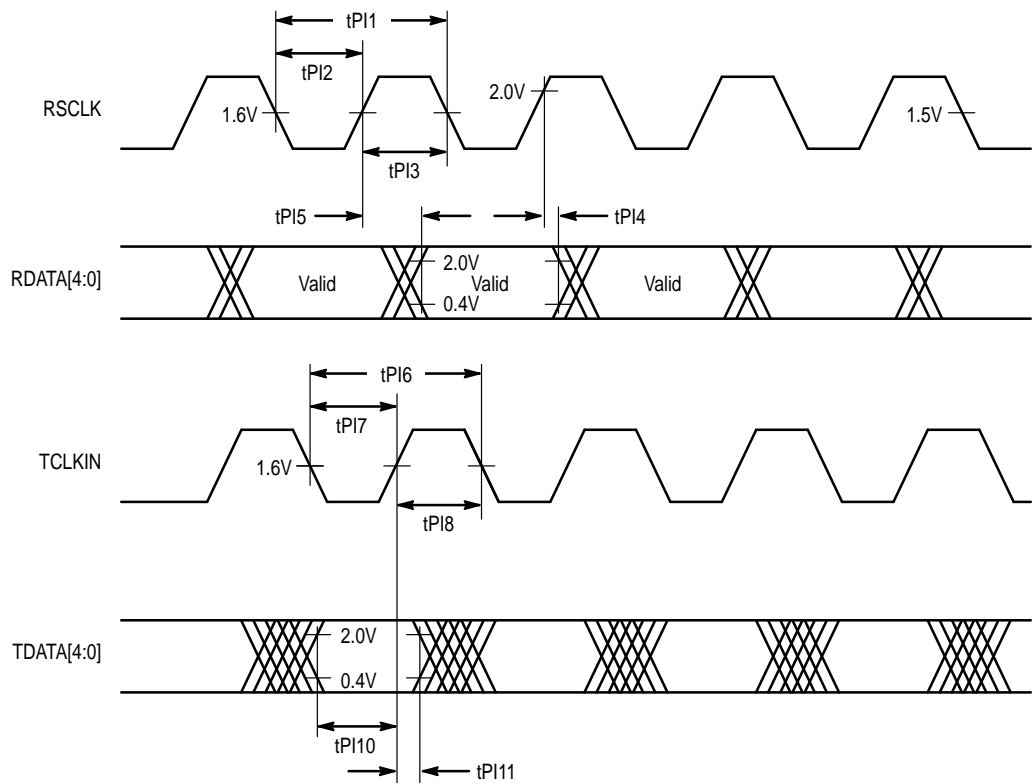 tPI1
tPI2
RSCLK
1.6V
2.0V
1.5V
tPI3
tPI5
tPI4
RDATA[4:0]
Valid
2.0V
Valid
0.4V
Valid
tPI6
tPI7
TCLKIN
1.6V
tPI8
TDATA[4:0]
2.0V
0.4V
tPI10
tPI11